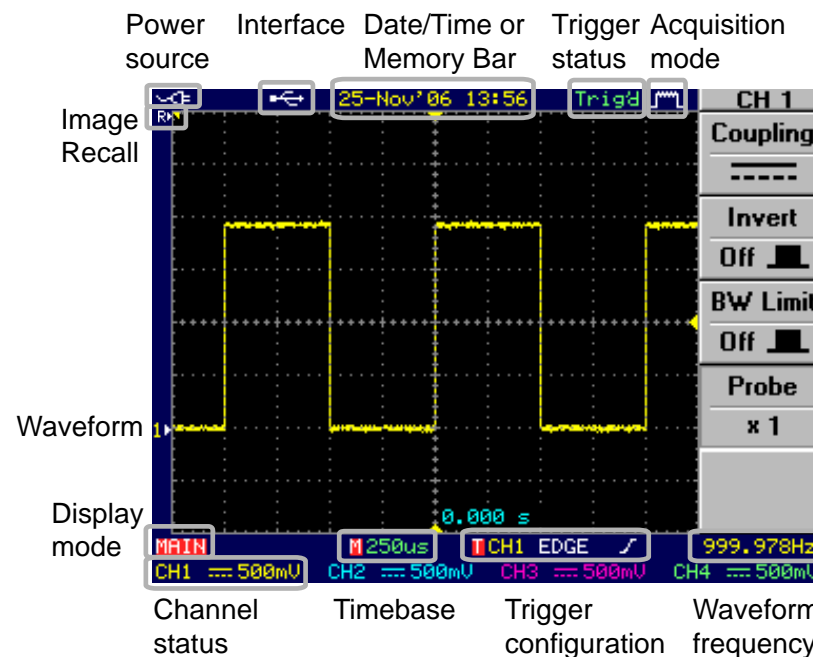 Power source
Interface
Date/Time or Memory Bar
Trigger status
Acquisition mode
25-Nov'06 13:56
Trig'd
CH 1
Image Recall
R
Coupling
Invert
Off
BW Limit
Off
Probe
x 1
Waveform
1
0.000 s
Display mode
MAIN
M 250us
T CH1 EDGE
999.978Hz
CH1 500mV
CH2 500mV
CH3 500mV
CH4 500mV
Channel status
Timebase
Trigger configuration
Waveform frequency